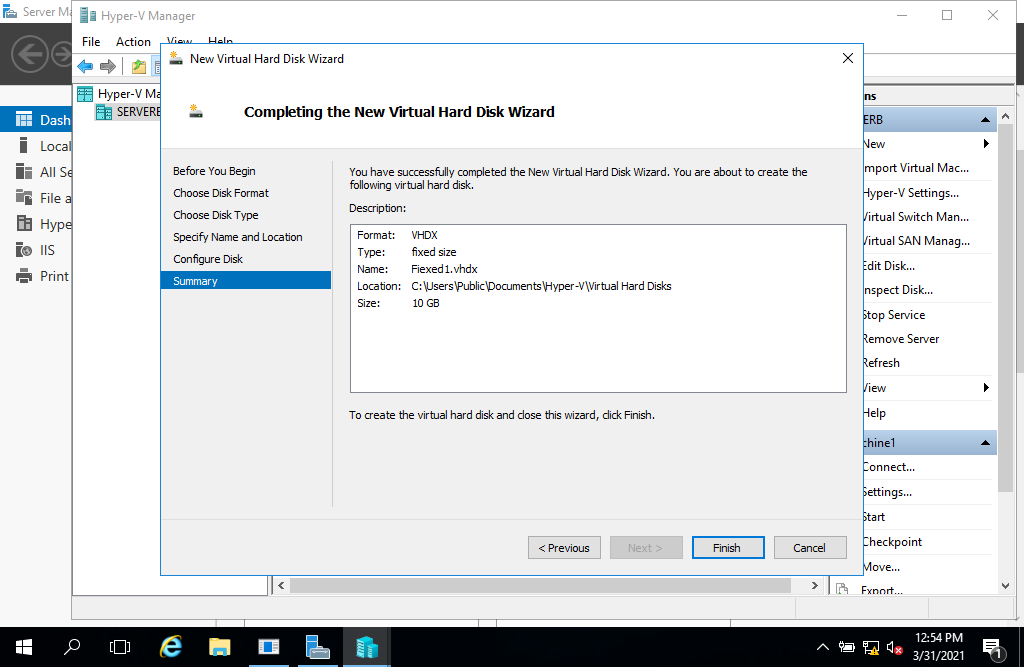 Server Ma
Hyper-V Manager
File Action View Help
New Virtual Hard Disk Wizard
Completing the New Virtual Hard Disk Wizard
Hyper-V Ma
SERVERB
Dash
Local
All Se
File a
Hype
IIS
Print
Before You Begin
Choose Disk Format
Choose Disk Type
Specify Name and Location
Configure Disk
Summary
You have successfully completed the New Virtual Hard Disk Wizard. You are about to create the
following virtual hard disk.
Description:
Format: VHDX
Type: fixed size
Name: Fiexed1.vhdx
Location: C:\Users\Public\Documents\Hyper-V\Virtual Hard Disks
Size: 10 GB
To create the virtual hard disk and close this wizard, click Finish.
< Previous Next > Finish Cancel
ns
ERB
New
mport Virtual Mac...
Hyper-V Settings...
Virtual Switch Man...
Virtual SAN Manag...
Edit Disk...
nspect Disk...
Stop Service
Remove Server
Refresh
View
Help
chine1
Connect...
Settings...
Start
Checkpoint
Move...
Export...
12:54 PM
3/31/2021
1